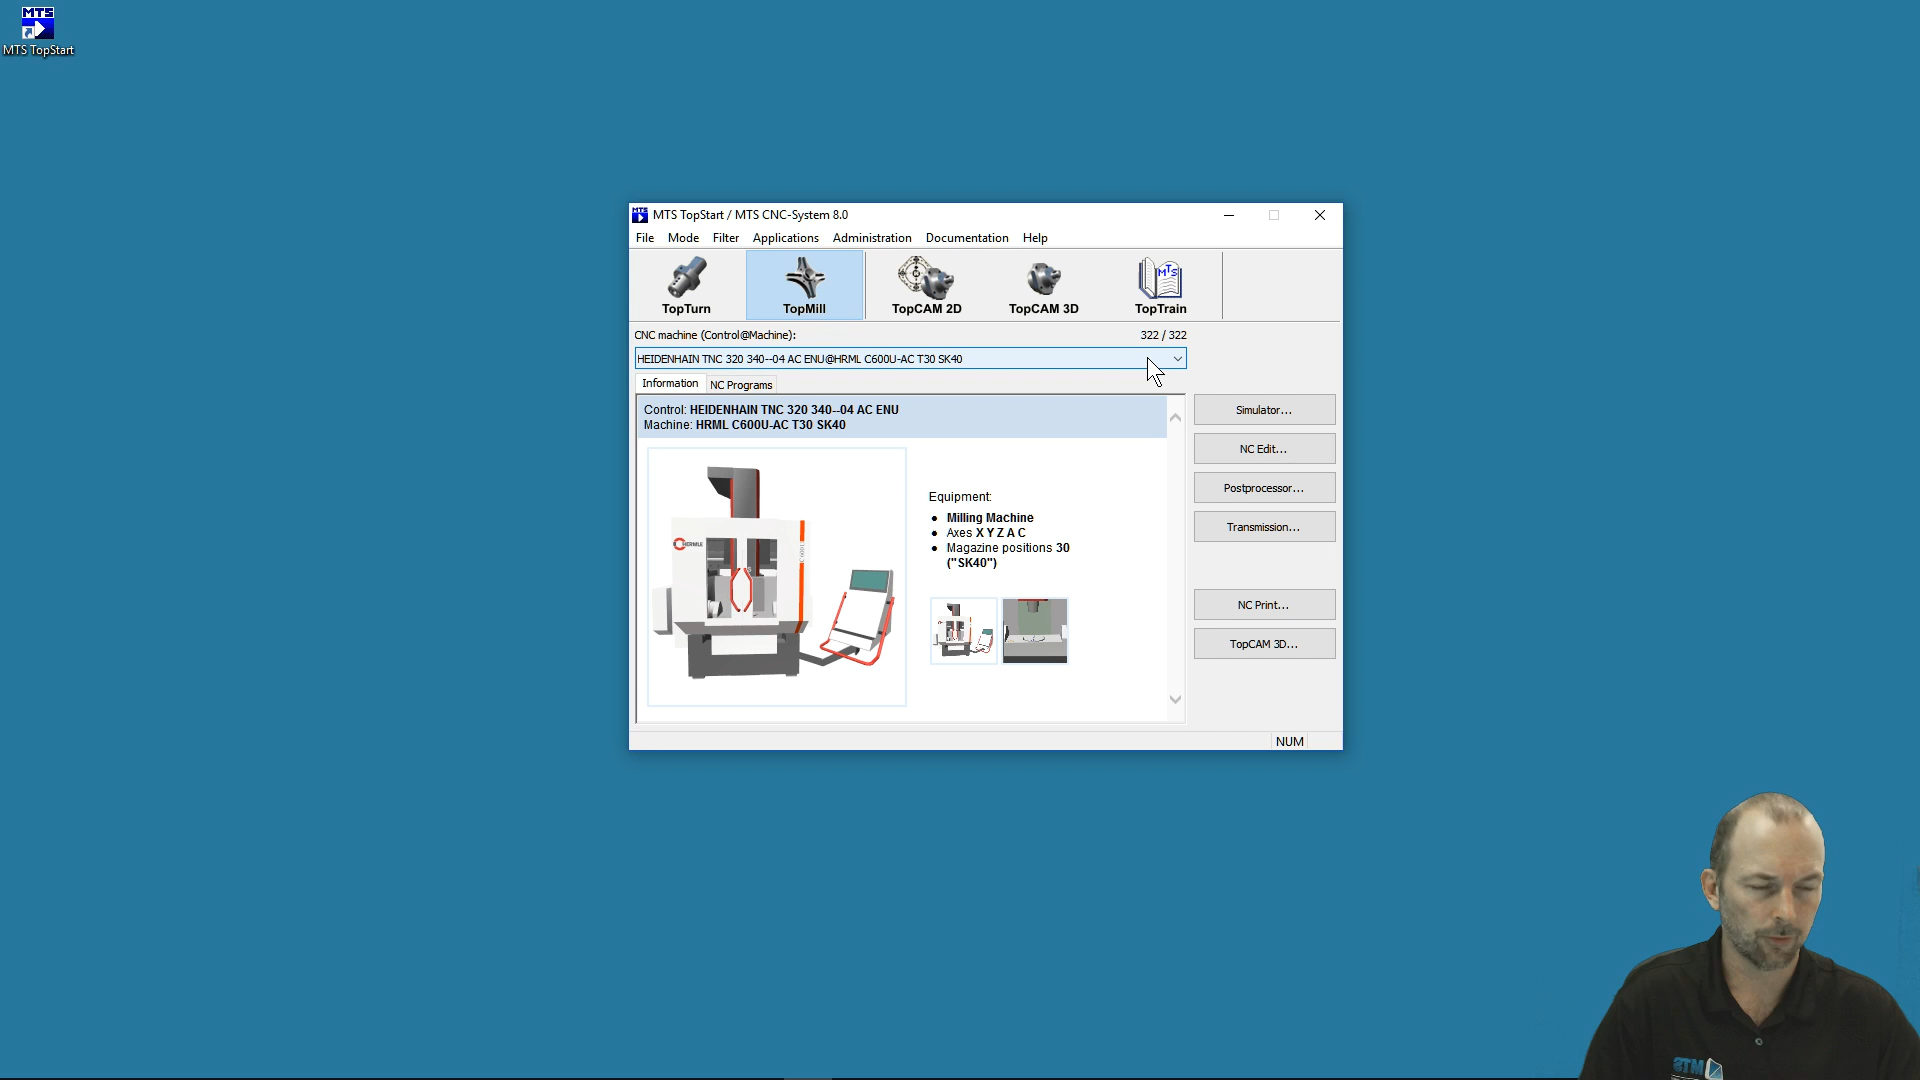 MTS
MTS TopStart
MTS TopStart / MTS CNC-System 8.0
File Mode Filter Applications Administration Documentation Help
TopTurn TopMill TopCAM 2D TopCAM 3D TopTrain
CNC machine (Control@Machine): 322 / 322
HEIDENHAIN TNC 320 340--04 AC ENU@HRML C600U-AC T30 SK40
Information NC Programs
Control: HEIDENHAIN TNC 320 340--04 AC ENU
Machine: HRML C600U-AC T30 SK40
Simulator...
NC Edit...
Postprocessor...
Transmission...
NC Print...
TopCAM 3D...
HERMLE
Equipment:
Milling Machine
Axes X Y Z A C
Magazine positions 30
("SK40")
NUM
MTS